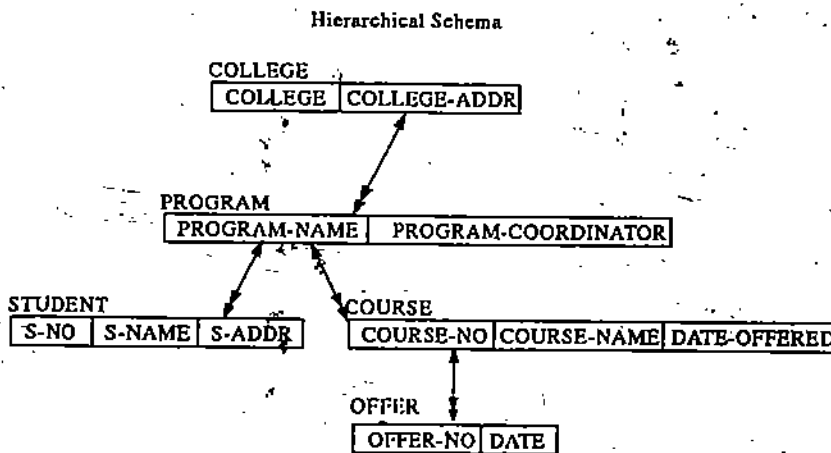 Hierarchical Schema
COLLEGE
COLLEGE COLLEGE-ADDR
PROGRAM
PROGRAM-NAME PROGRAM-COORDINATOR
STUDENT
S-NO S-NAME S-ADDR
COURSE
COURSE-NO COURSE-NAME DATE-OFFERED
OFFER
OFFER-NO DATE